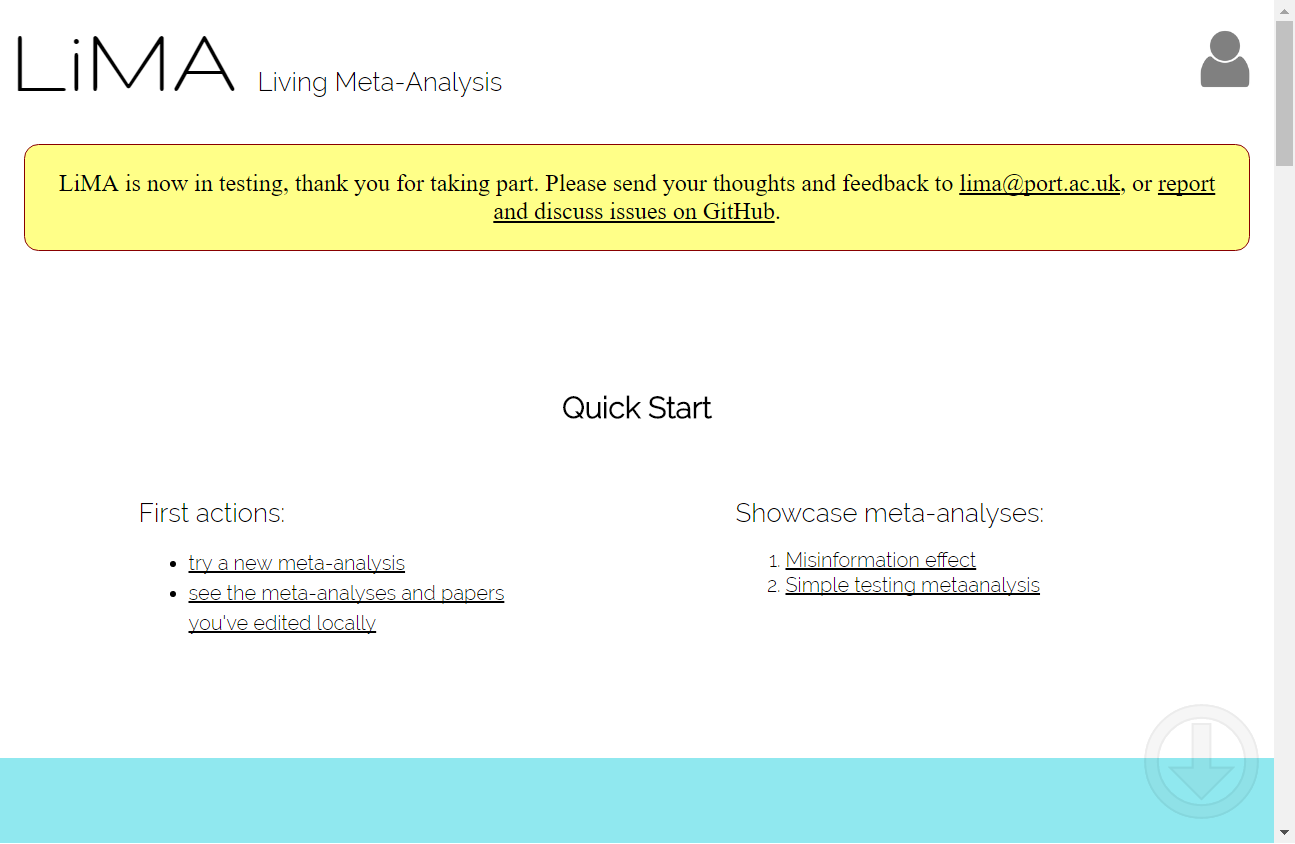 LiMA Living Meta-Analysis
LiMA is now in testing, thank you for taking part. Please send your thoughts and feedback to lima@port.ac.uk, or report
and discuss issues on GitHub.
Quick Start
First actions:
• try a new meta-analysis
• see the meta-analyses and papers
you've edited locally
Showcase meta-analyses:
1. Misinformation effect
2. Simple testing metaanalysis